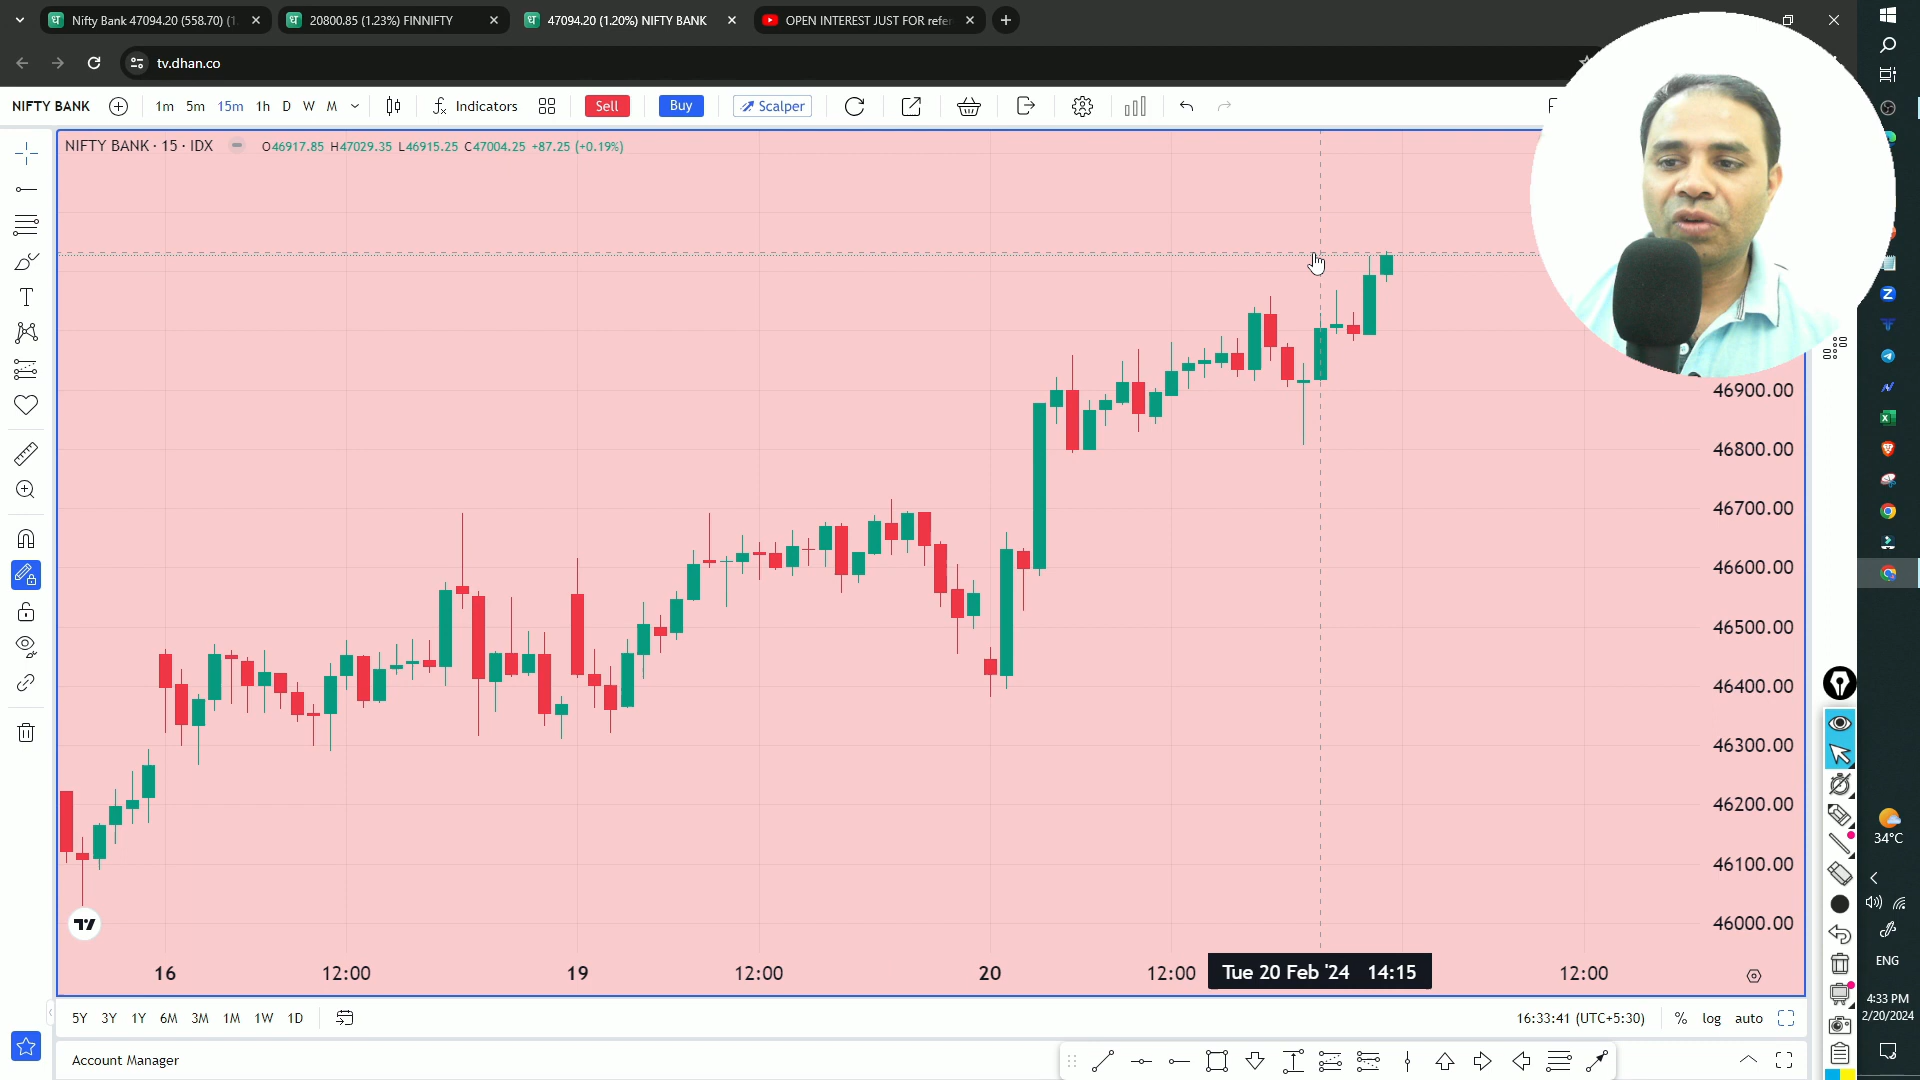 Nifty Bank 47094.20 (558.70) (1.
20800.85 (1.23%) FINNIFTY
47094.20 (1.20%) NIFTY BANK
OPEN INTEREST JUST FOR refer
tv.dhan.co
NIFTY BANK
1m 5m 15m 1h D W M
Indicators
Sell
Buy
Scalper
F
NIFTY BANK · 15 · IDX
O46917.85 H47029.35 L46915.25 C47004.25 +87.25 (+0.19%)
46900.00
46800.00
46700.00
46600.00
46500.00
46400.00
46300.00
46200.00
46100.00
46000.00
16 12:00 19 12:00 20 12:00 Tue 20 Feb '24 14:15 12:00
5Y 3Y 1Y 6M 3M 1M 1W 1D
16:33:41 (UTC+5:30) % log auto
Account Manager
34°C
ENG
4:33 PM
2/20/2024